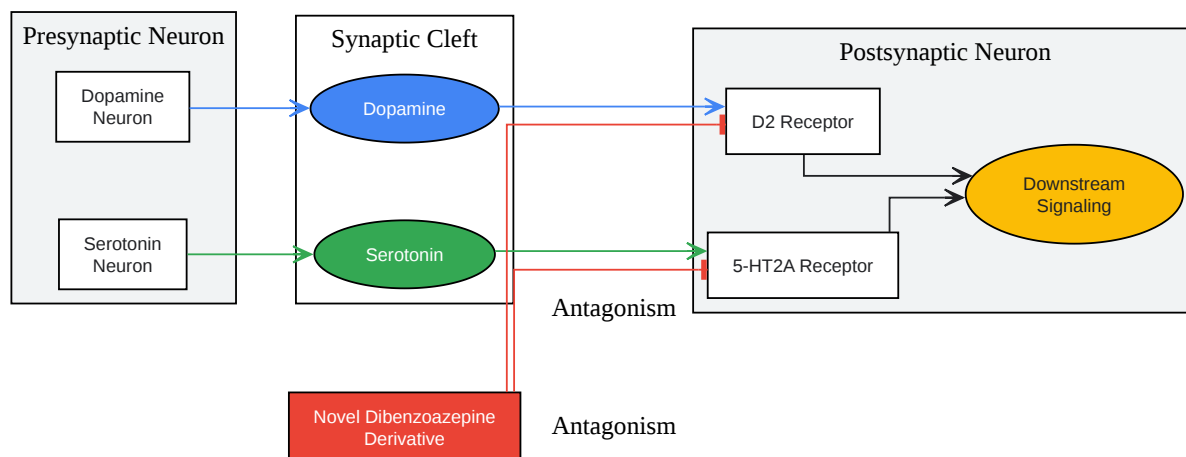 Presynaptic Neuron
Synaptic Cleft
Postsynaptic Neuron
Dopamine
Neuron
Dopamine
D2 Receptor
Downstream
Signaling
Serotonin
Neuron
Serotonin
5-HT2A Receptor
Antagonism
Novel Dibenzoazepine
Derivative
Antagonism